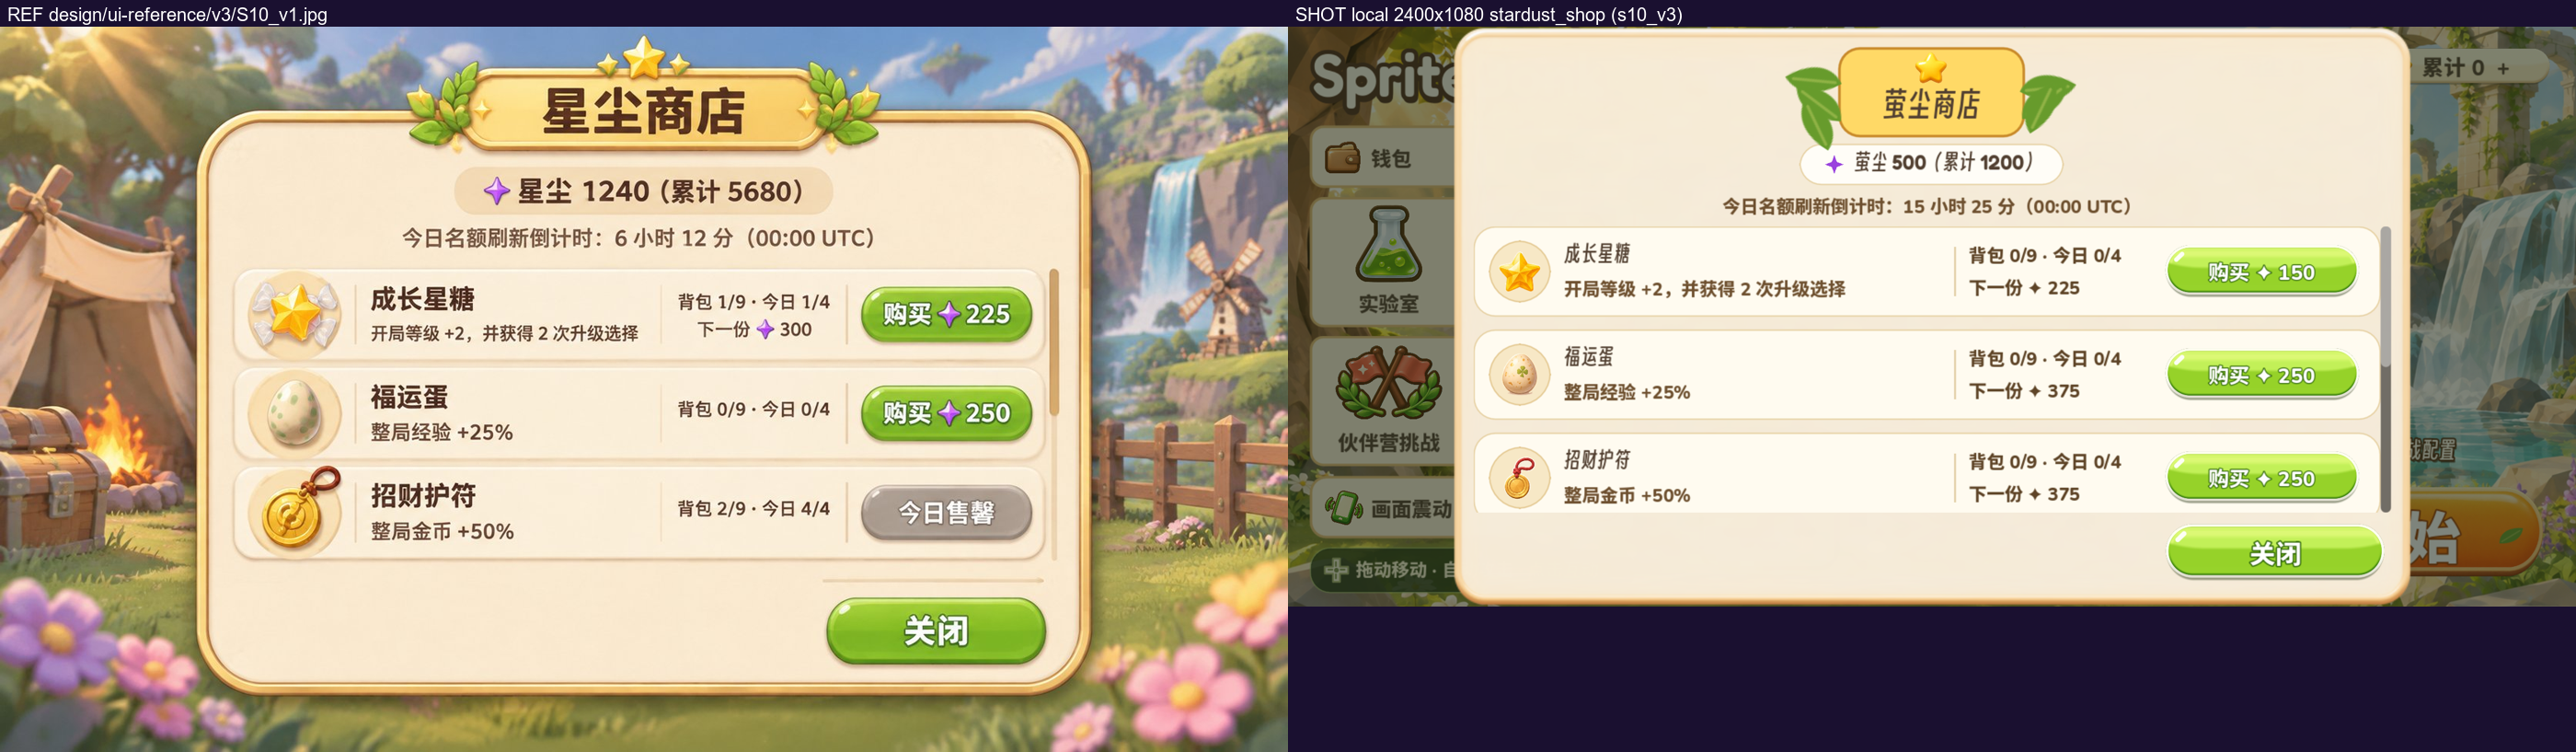 REF design/ui-reference/v3/S10_v1.jpg
星尘商店
星尘 1240（累计 5680）
今日名额刷新倒计时：6 小时 12 分（00:00 UTC）
成长星糖
开局等级 +2，并获得 2 次升级选择
背包 1/9 · 今日 1/4
下一份 300
购买 225
福运蛋
整局经验 +25%
背包 0/9 · 今日 0/4
购买 250
招财护符
整局金币 +50%
背包 2/9 · 今日 4/4
今日售罄
关闭
SHOT local 2400x1080 stardust_shop (s10_v3)
Sprite
钱包
实验室
伙伴营挑战
画面震动
拖动移动 · 自
萤尘商店
萤尘 500（累计 1200）
今日名额刷新倒计时：15 小时 25 分（00:00 UTC）
成长星糖
开局等级 +2，并获得 2 次升级选择
背包 0/9 · 今日 0/4
下一份 ✦ 225
购买 ✦ 150
福运蛋
整局经验 +25%
背包 0/9 · 今日 0/4
下一份 ✦ 375
购买 ✦ 250
招财护符
整局金币 +50%
背包 0/9 · 今日 0/4
下一份 ✦ 375
购买 ✦ 250
关闭
累计 0 +
配置
始